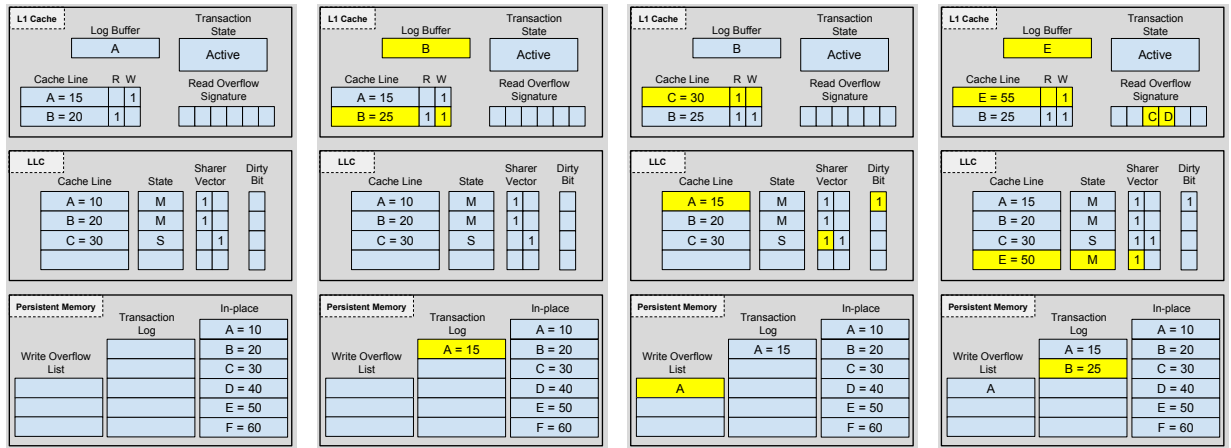 L1 Cache
Log Buffer
Transaction
State
A
Active
Cache Line R W
Read Overflow
Signature
A = 15 1
B = 20 1
LLC
Cache Line State Sharer
Vector Dirty
Bit
A = 10 M 1
B = 20 M 1
C = 30 S 1
Persistent Memory
Transaction
Log
In-place
Write Overflow
List
A = 10
B = 20
C = 30
D = 40
E = 50
F = 60
L1 Cache
Log Buffer
Transaction
State
B
Active
Cache Line R W
Read Overflow
Signature
A = 15 1
B = 25 1 1
LLC
Cache Line State Sharer
Vector Dirty
Bit
A = 10 M 1
B = 20 M 1
C = 30 S 1
Persistent Memory
Transaction
Log
In-place
Write Overflow
List
A = 10
A = 15 B = 20
C = 30
D = 40
E = 50
F = 60
L1 Cache
Log Buffer
Transaction
State
B
Active
Cache Line R W
Read Overflow
Signature
C = 30 1
B = 25 1 1
LLC
Cache Line State Sharer
Vector Dirty
Bit
A = 15 M 1 1
B = 20 M 1
C = 30 S 1 1
Persistent Memory
Transaction
Log
In-place
Write Overflow
List
A = 10
A = 15 B = 20
C = 30
A D = 40
E = 50
F = 60
L1 Cache
Log Buffer
Transaction
State
E
Active
Cache Line R W
Read Overflow
Signature
E = 55 1
B = 25 1 1
C D
LLC
Cache Line State Sharer
Vector Dirty
Bit
A = 15 M 1 1
B = 20 M 1
C = 30 S 1 1
E = 50 M 1
Persistent Memory
Transaction
Log
In-place
Write Overflow
List
A = 10
A = 15 B = 20
B = 25 C = 30
A D = 40
E = 50
F = 60